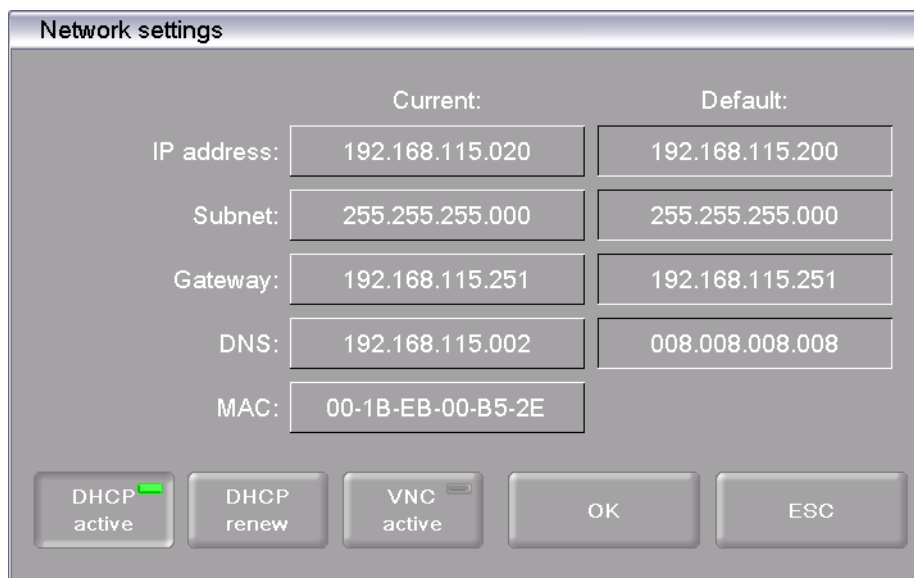 Network settings
Current: Default:
IP address: 192.168.115.020 192.168.115.200
Subnet: 255.255.255.000 255.255.255.000
Gateway: 192.168.115.251 192.168.115.251
DNS: 192.168.115.002 008.008.008.008
MAC: 00-1B-EB-00-B5-2E
DHCP active
DHCP renew
VNC active
OK
ESC